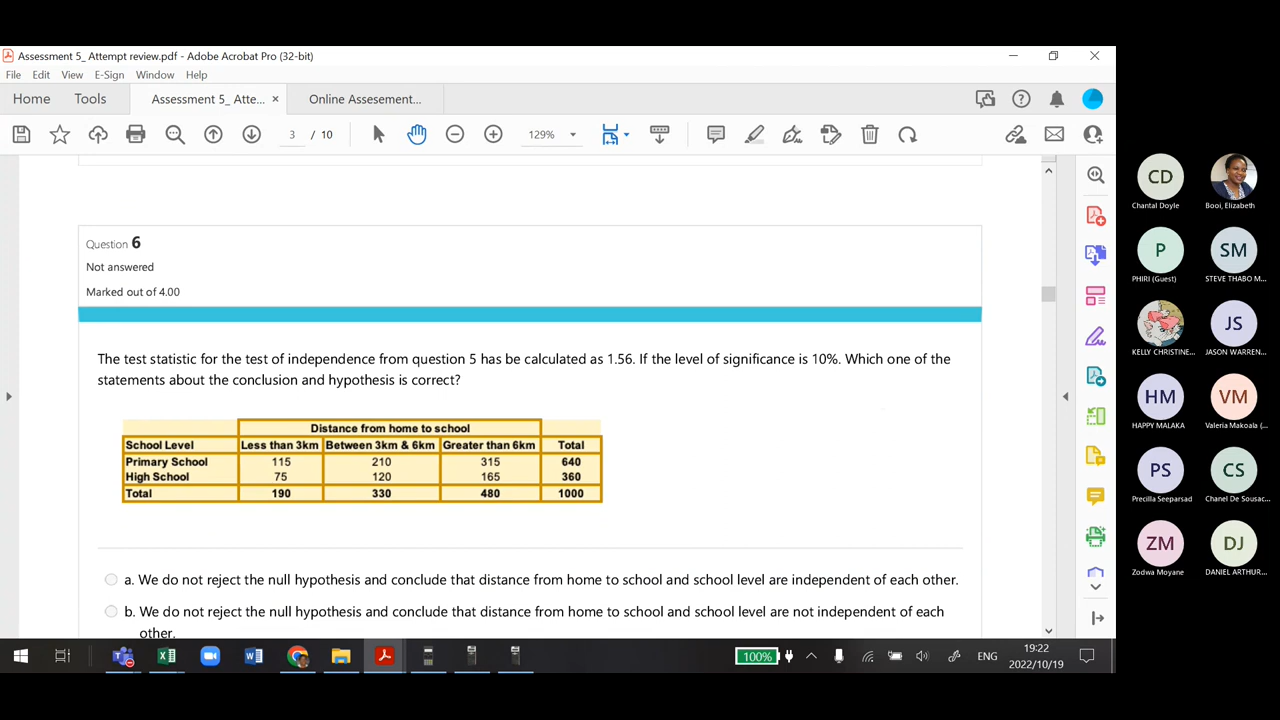 Assessment 5_ Attempt review.pdf - Adobe Acrobat Pro (32-bit)
File Edit View E-Sign Window Help
Home Tools Assessment 5_ Atte... × Online Assesement...
3 / 10 129%
Question 6
Not answered
Marked out of 4.00
The test statistic for the test of independence from question 5 has be calculated as 1.56. If the level of significance is 10%. Which one of the
statements about the conclusion and hypothesis is correct?
Distance from home to school
School Level Less than 3km Between 3km & 6km Greater than 6km Total
Primary School 115 210 315 640
High School 75 120 165 360
Total 190 330 480 1000
a. We do not reject the null hypothesis and conclude that distance from home to school and school level are independent of each other.
b. We do not reject the null hypothesis and conclude that distance from home to school and school level are not independent of each
other.
100% ENG 19:22
2022/10/19
CD
Chantal Doyle Booi, Elizabeth
P SM
PHIRI (Guest) STEVE THABO M...
JS
KELLY CHRISTINE... JASON WARREN...
HM VM
HAPPY MALAKA Valeria Makoala (...
PS CS
Precilla Seeparsad Chanel De Sousac...
ZM DJ
Zodwa Moyane DANIEL ARTHUR...